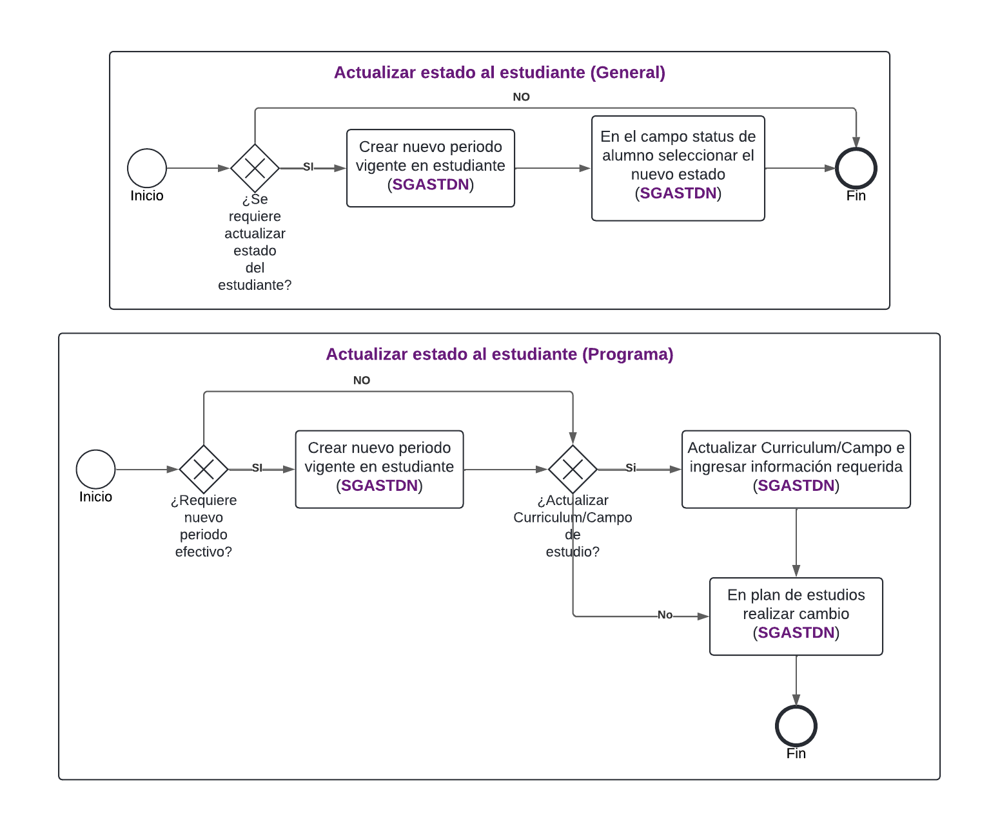 Actualizar estado al estudiante (General)
NO
Inicio
¿Se
requiere
actualizar
estado
del
estudiante?
SI
Crear nuevo periodo
vigente en estudiante
(SGASTDN)
En el campo status de
alumno seleccionar el
nuevo estado
(SGASTDN)
Fin
Actualizar estado al estudiante (Programa)
NO
Inicio
¿Requiere
nuevo
periodo
efectivo?
SI
Crear nuevo periodo
vigente en estudiante
(SGASTDN)
¿Actualizar
Curriculum/Campo
de
estudio?
Si
Actualizar Curriculum/Campo e
ingresar información requerida
(SGASTDN)
No
En plan de estudios
realizar cambio
(SGASTDN)
Fin